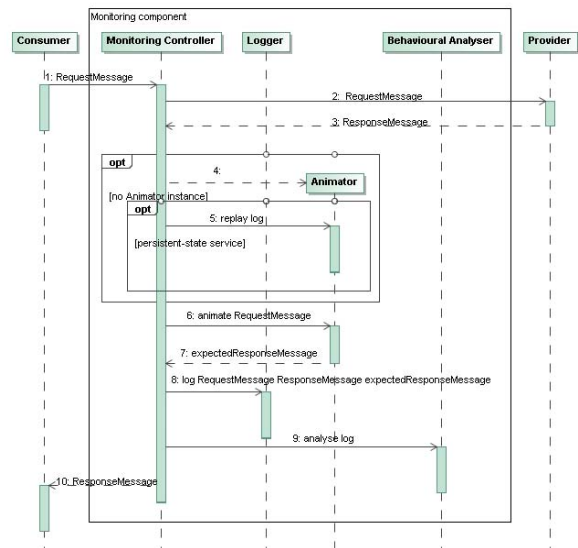 Monitoring component
Consumer
Monitoring Controller
Logger
Behavioural Analyser
Provider
1: RequestMessage
2: RequestMessage
3: ResponseMessage
opt
4:
Animator
[no Animator instance]
opt
5: replay log
[persistent-state service]
6: animate RequestMessage
7: expectedResponseMessage
8: log RequestMessage ResponseMessage expectedResponseMessage
9: analyse log
10: ResponseMessage